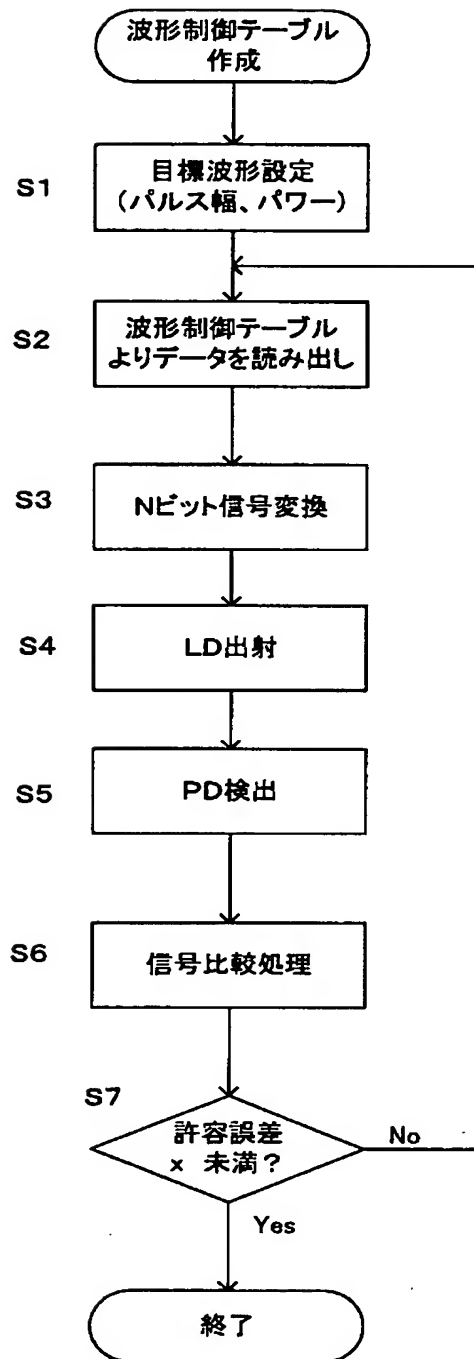 波形制御テーブル
作成
S1
目標波形設定
(パルス幅、パワー)
S2
波形制御テーブル
よりデータを読み出し
S3
Nビット信号変換
S4
LD出射
S5
PD検出
S6
信号比較処理
S7
許容誤差
x 未満?
No
Yes
終了